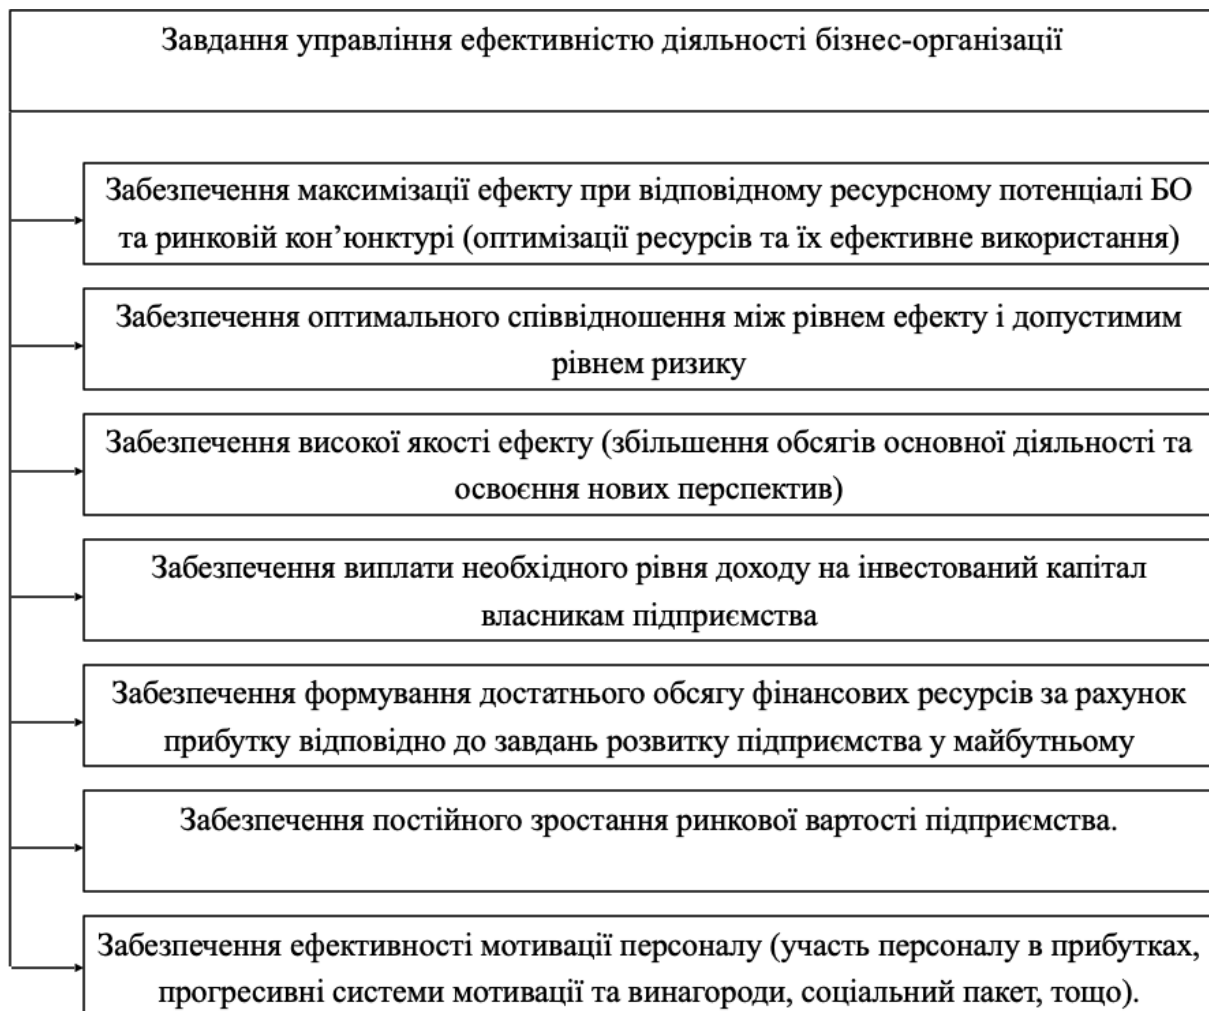 Завдання управління ефективністю діяльності бізнес-організації
Забезпечення максимізації ефекту при відповідному ресурсному потенціалі БО
та ринковій кон’юнктурі (оптимізації ресурсів та їх ефективне використання)
Забезпечення оптимального співвідношення між рівнем ефекту і допустимим
рівнем ризику
Забезпечення високої якості ефекту (збільшення обсягів основної діяльності та
освоєння нових перспектив)
Забезпечення виплати необхідного рівня доходу на інвестований капітал
власникам підприємства
Забезпечення формування достатнього обсягу фінансових ресурсів за рахунок
прибутку відповідно до завдань розвитку підприємства у майбутньому
Забезпечення постійного зростання ринкової вартості підприємства.
Забезпечення ефективності мотивації персоналу (участь персоналу в прибутках,
прогресивні системи мотивації та винагороди, соціальний пакет, тощо).